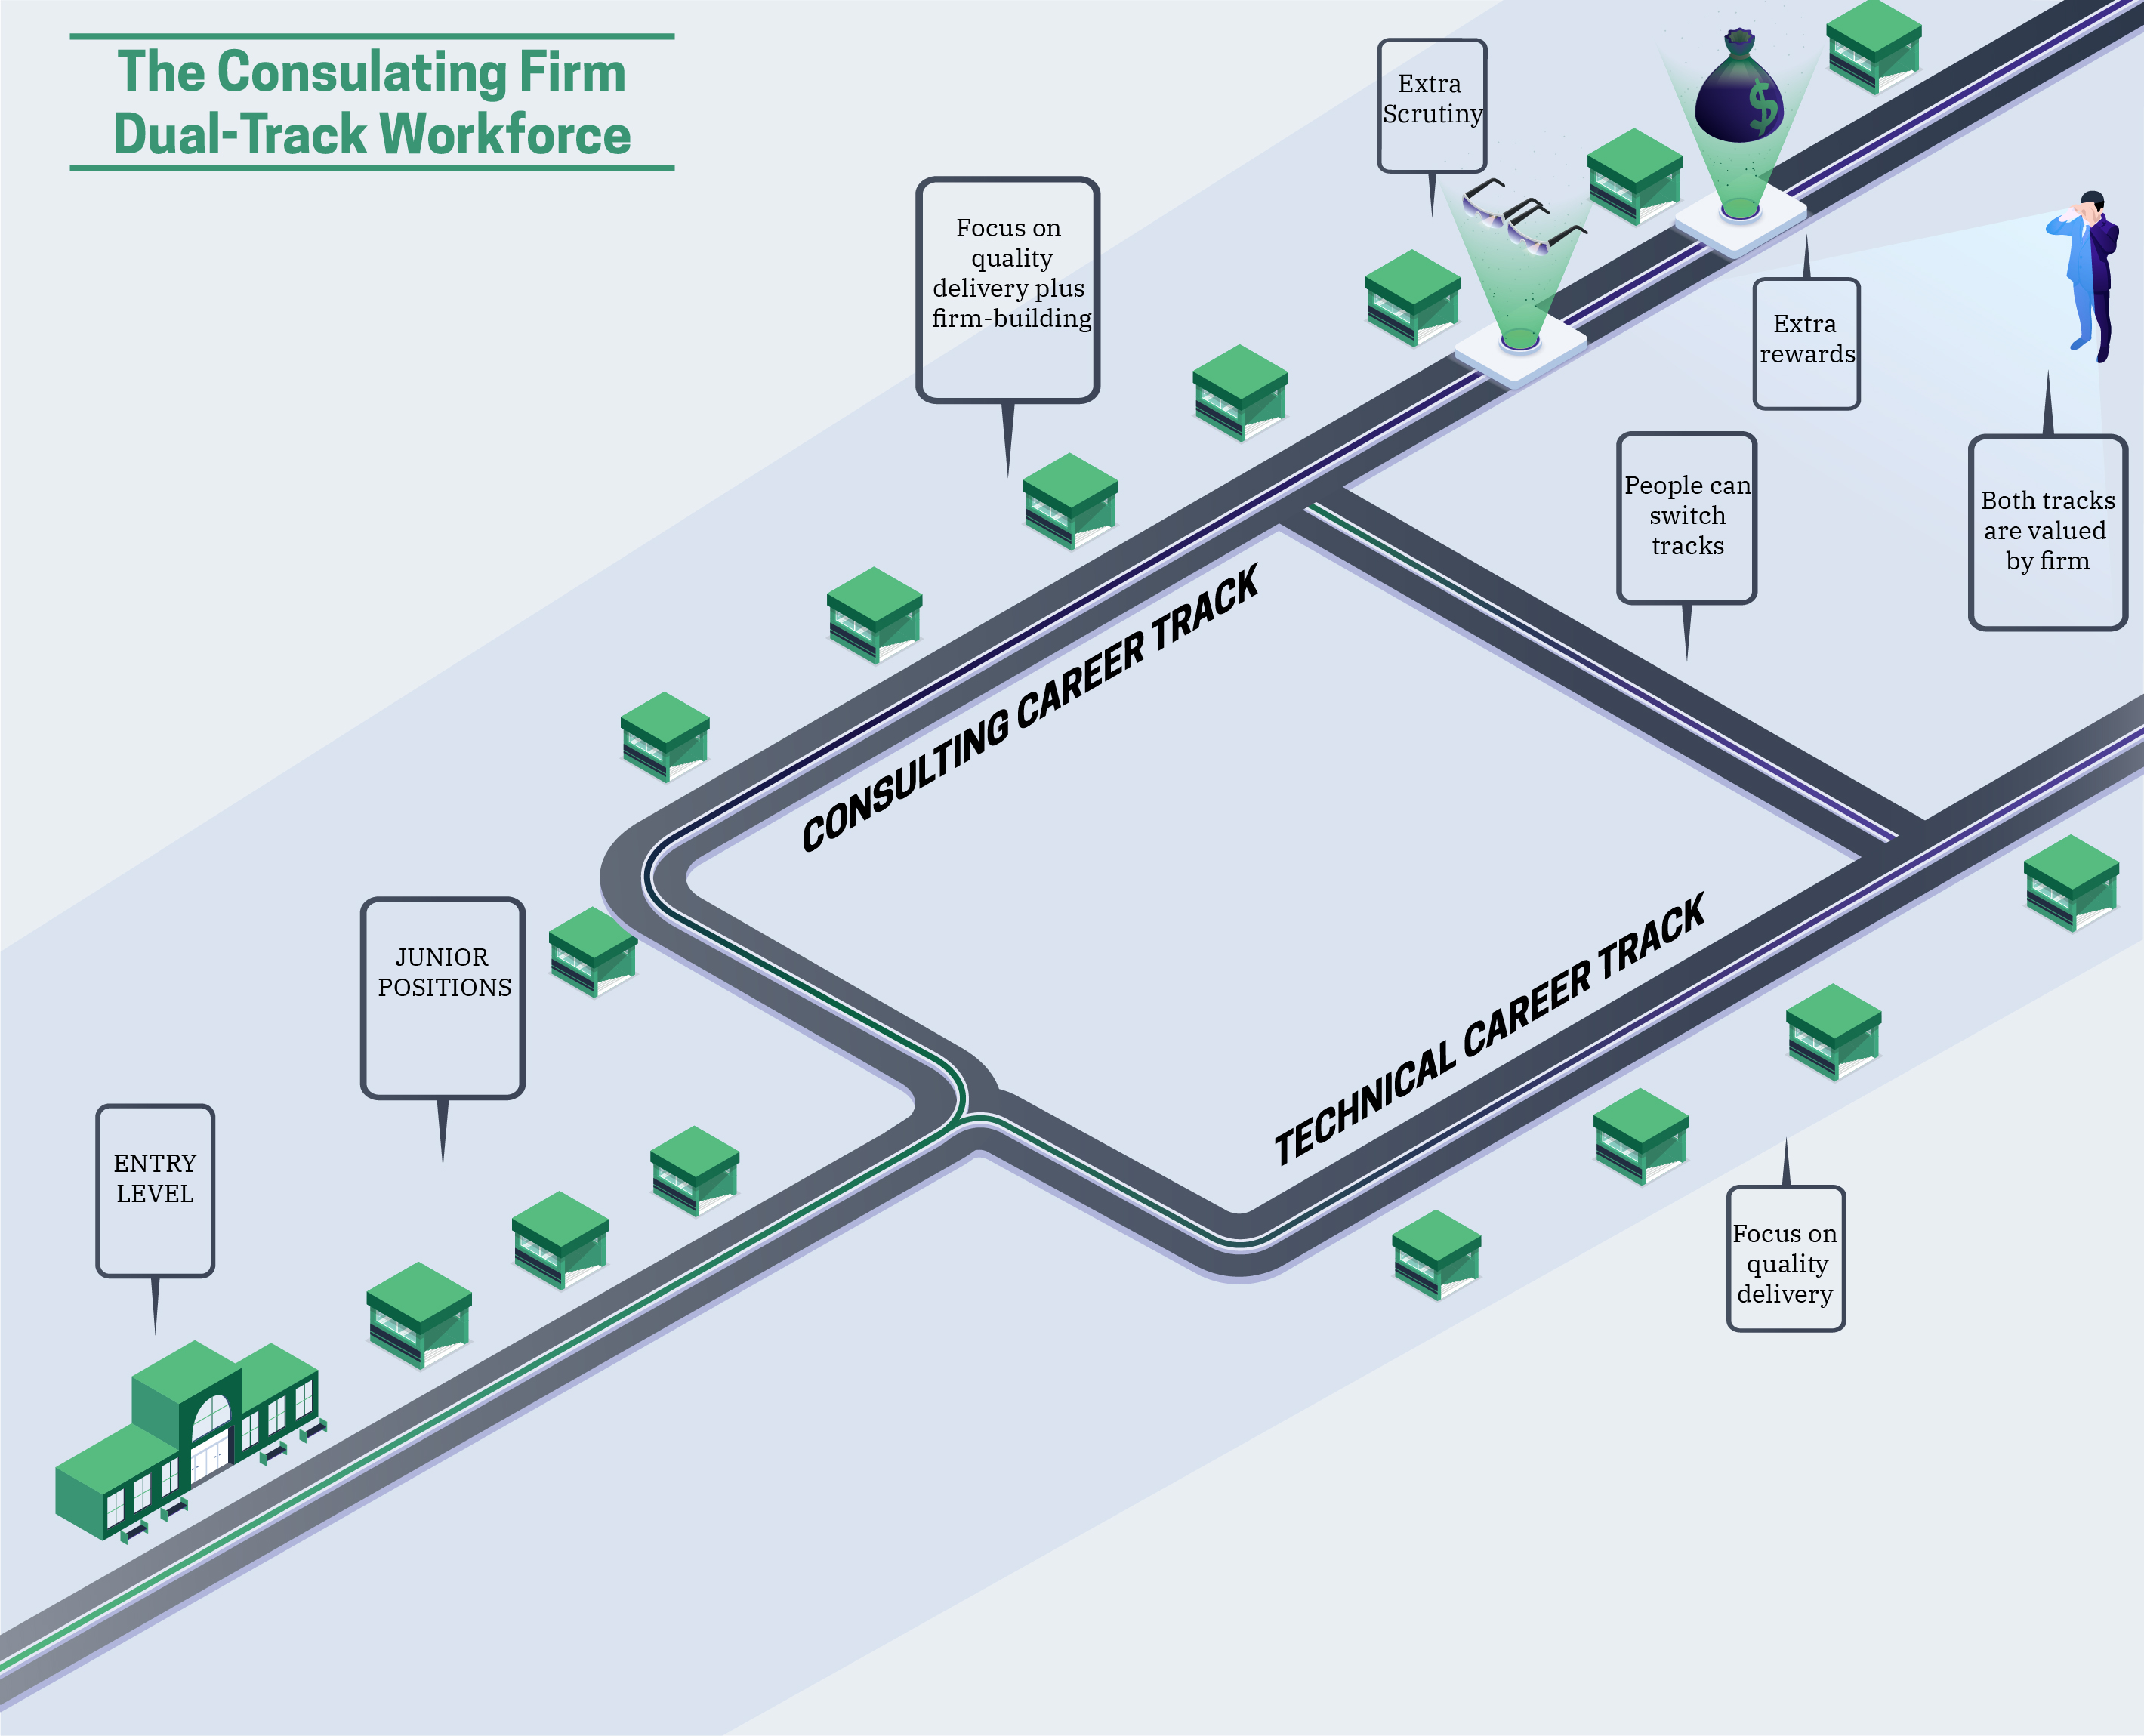 The Consulating Firm
Dual-Track Workforce
Extra
Scrutiny
Focus on
quality
delivery plus
firm-building
Extra
rewards
People can
switch
tracks
Both tracks
are valued
by firm
CONSULTING CAREER TRACK
JUNIOR
POSITIONS
TECHNICAL CAREER TRACK
ENTRY
LEVEL
Focus on
quality
delivery
$